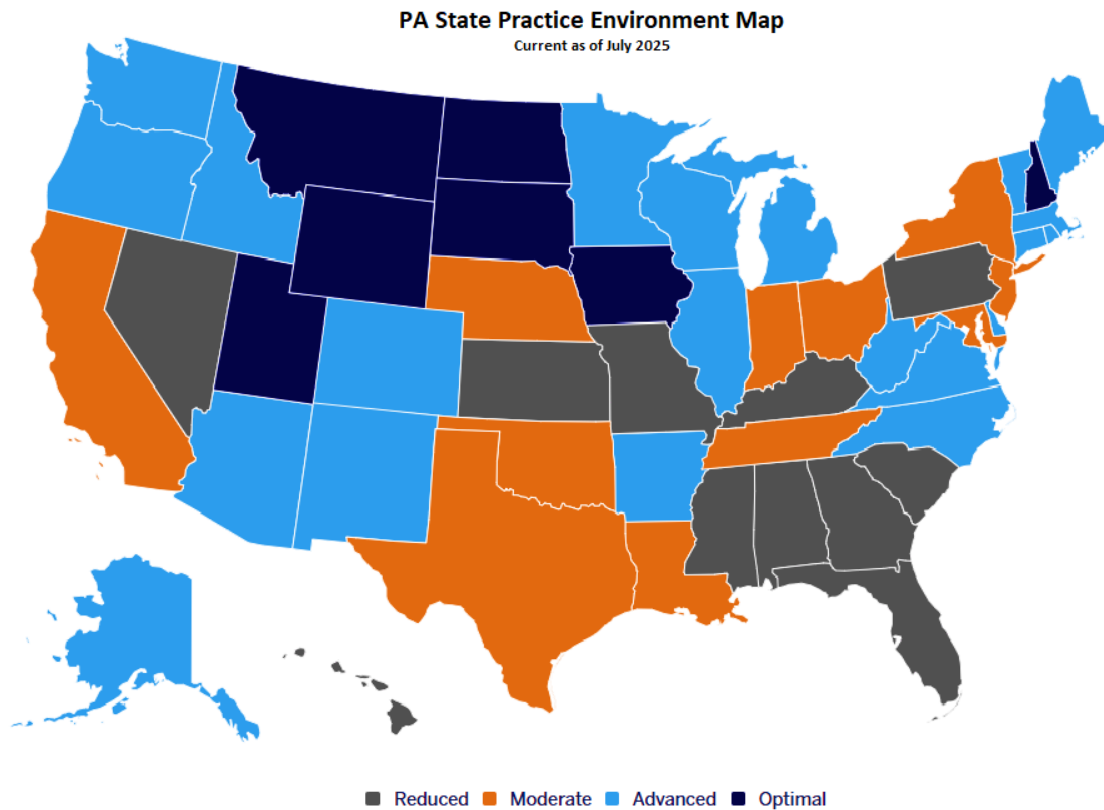 PA State Practice Environment Map
Current as of July 2025
Reduced Moderate Advanced Optimal